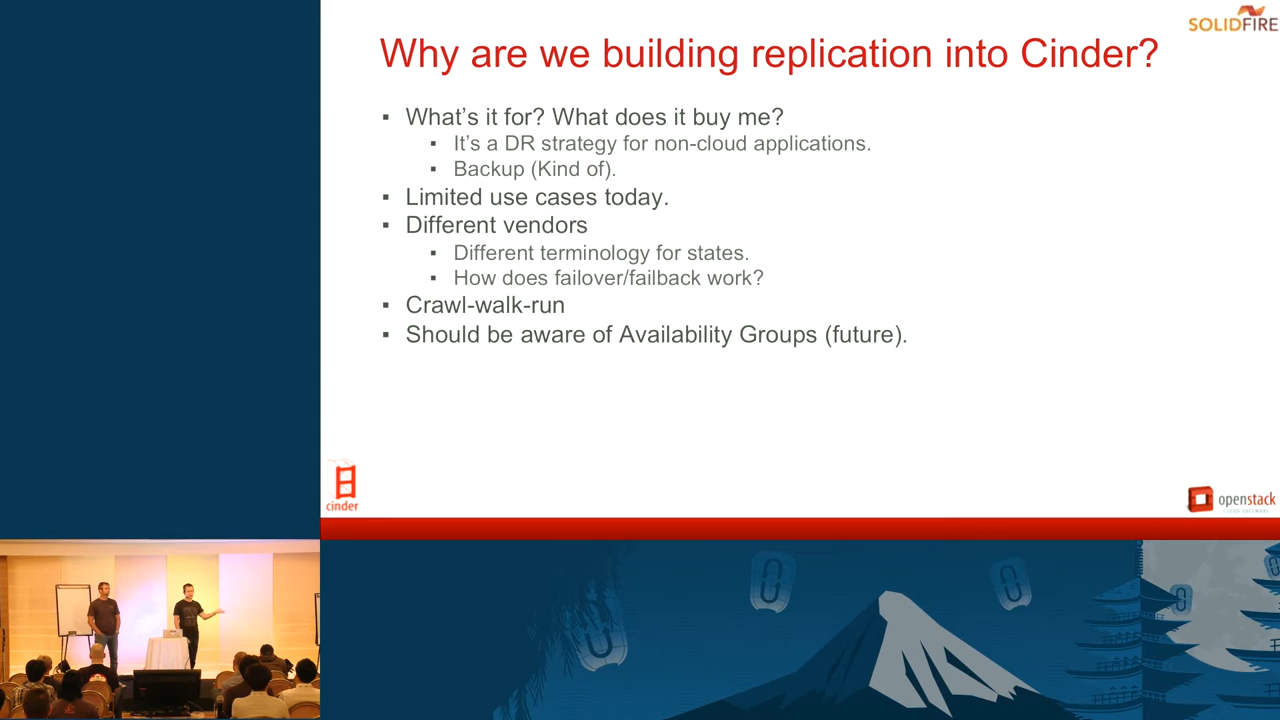 SOLIDFIRE
Why are we building replication into Cinder?
▪ What's it for? What does it buy me?
▪ It's a DR strategy for non-cloud applications.
▪ Backup (Kind of).
▪ Limited use cases today.
▪ Different vendors
▪ Different terminology for states.
▪ How does failover/failback work?
▪ Crawl-walk-run
▪ Should be aware of Availability Groups (future).
cinder
openstack
CLOUD SOFTWARE